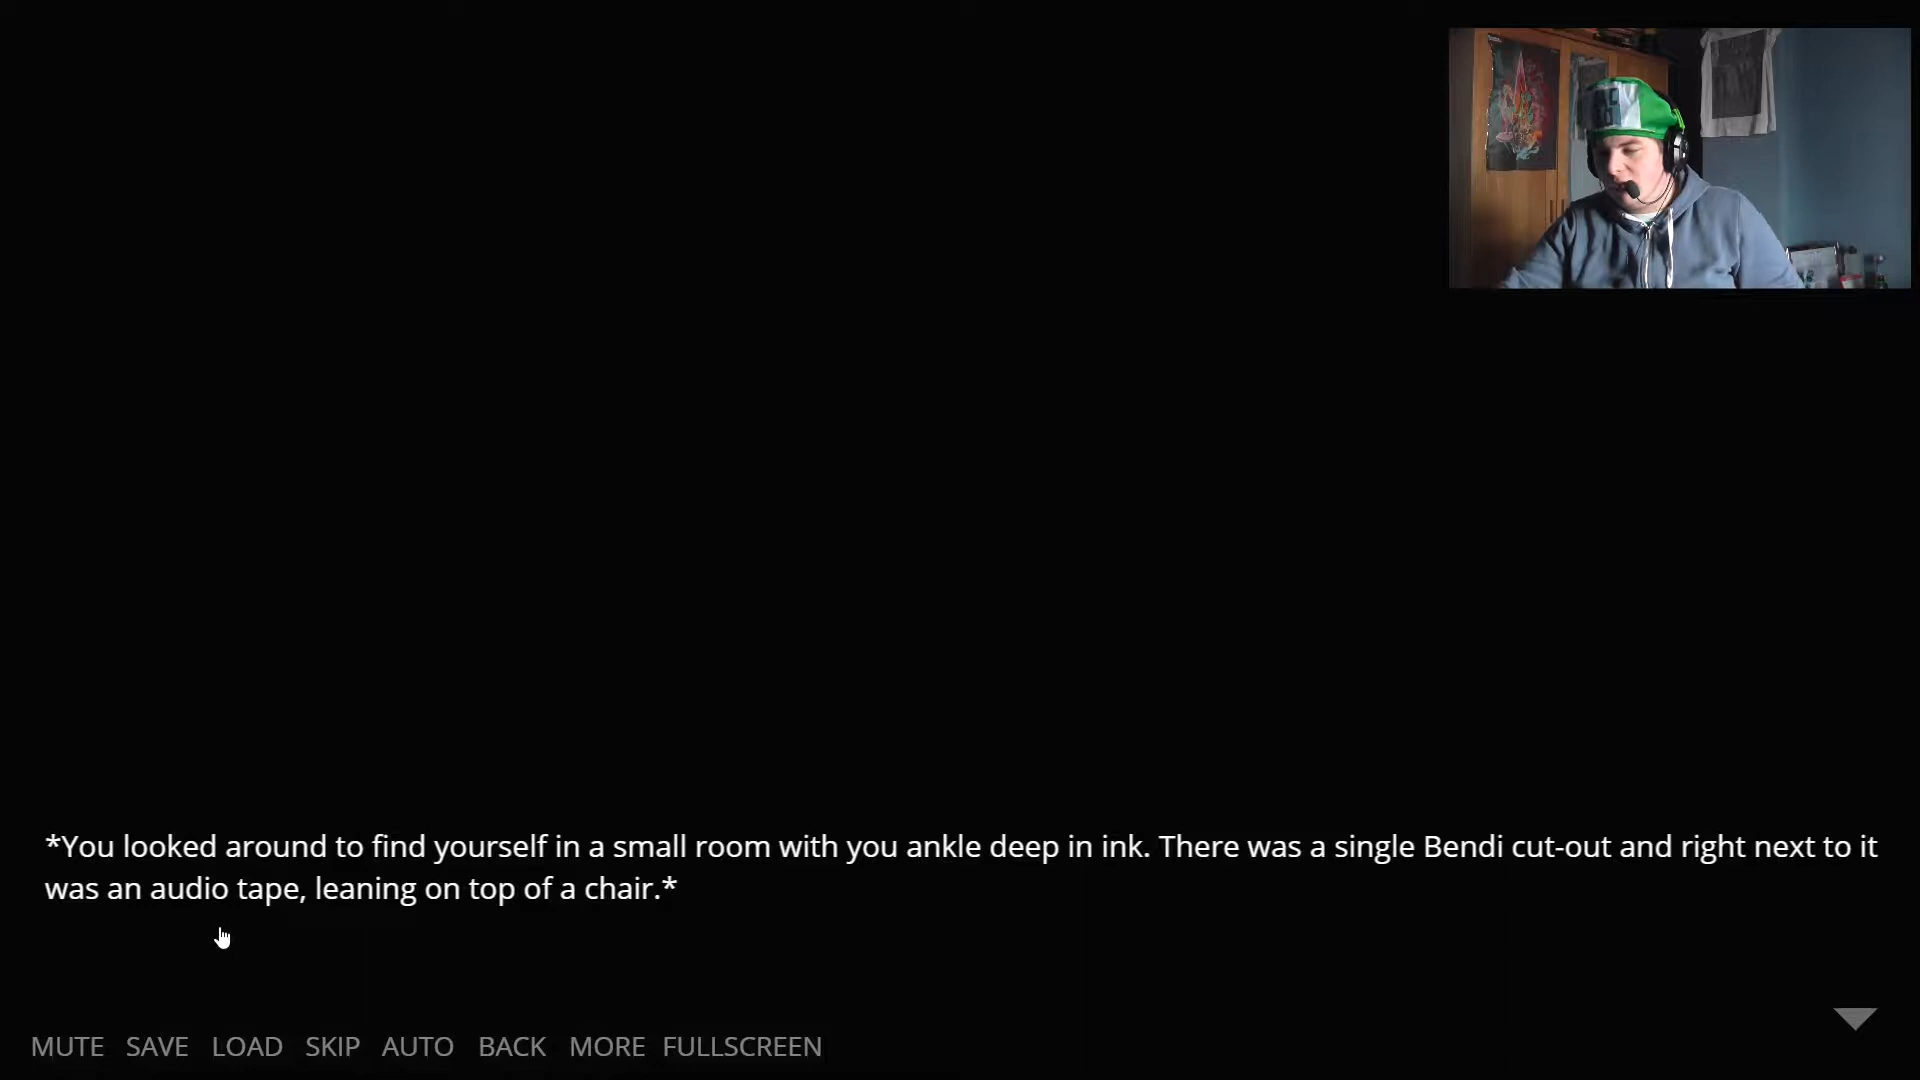 *You looked around to find yourself in a small room with you ankle deep in ink. There was a single Bendi cut-out and right next to it
was an audio tape, leaning on top of a chair.*
MUTE SAVE LOAD SKIP AUTO BACK MORE FULLSCREEN